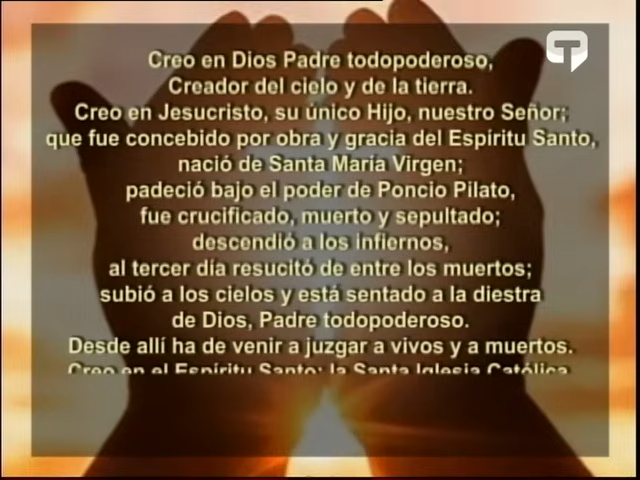 Creo en Dios Padre todopoderoso,
Creador del cielo y de la tierra.
Creo en Jesucristo, su único Hijo, nuestro Señor;
que fue concebido por obra y gracia del Espíritu Santo,
nació de Santa María Virgen;
padeció bajo el poder de Poncio Pilato,
fue crucificado, muerto y sepultado;
descendió a los infiernos,
al tercer día resucitó de entre los muertos;
subió a los cielos y está sentado a la diestra
de Dios, Padre todopoderoso.
Desde allí ha de venir a juzgar a vivos y a muertos.
Creo en el Espíritu Santo; la Santa Iglesia Católica